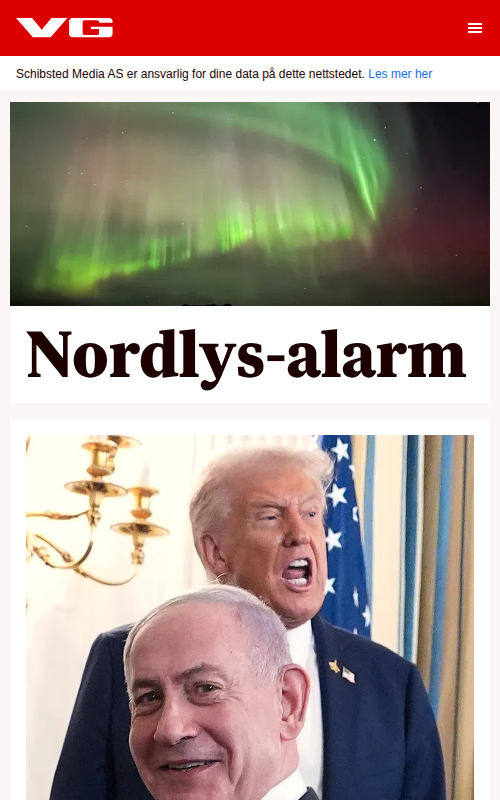 VG
Schibsted Media AS er ansvarlig for dine data på dette nettstedet. Les mer her
Nordlys-alarm